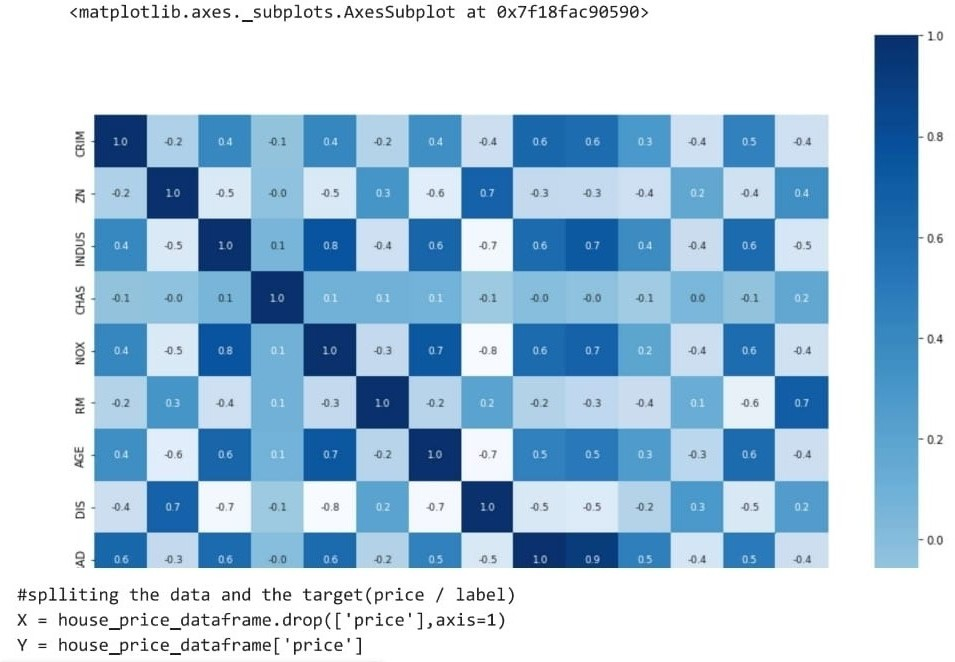 <matplotlib.axes._subplots.AxesSubplot at 0x7f18fac90590>
1.0
CRIM 1.0 -0.2 0.4 -0.1 0.4 -0.2 0.4 -0.4 0.6 0.6 0.3 -0.4 0.5 -0.4
0.8
ZN -0.2 1.0 -0.5 -0.0 -0.5 0.3 -0.6 0.7 -0.3 -0.3 -0.4 0.2 -0.4 0.4
INDUS 0.4 -0.5 1.0 0.1 0.8 -0.4 0.6 -0.7 0.6 0.7 0.4 -0.4 0.6 -0.5
0.6
CHAS -0.1 -0.0 0.1 1.0 0.1 0.1 0.1 -0.1 -0.0 -0.0 -0.1 0.0 -0.1 0.2
0.4
NOX 0.4 -0.5 0.8 0.1 1.0 -0.3 0.7 -0.8 0.6 0.7 0.2 -0.4 0.6 -0.4
RM -0.2 0.3 -0.4 0.1 -0.3 1.0 -0.2 0.2 -0.2 -0.3 -0.4 0.1 -0.6 0.7
0.2
AGE 0.4 -0.6 0.6 0.1 0.7 -0.2 1.0 -0.7 0.5 0.5 0.3 -0.3 0.6 -0.4
DIS -0.4 0.7 -0.7 -0.1 -0.8 0.2 -0.7 1.0 -0.5 -0.5 -0.2 0.3 -0.5 0.2
0.0
AD 0.6 -0.3 0.6 -0.0 0.6 -0.2 0.5 -0.5 1.0 0.9 0.5 -0.4 0.5 -0.4
#splliting the data and the target(price / label)
X = house_price_dataframe.drop(['price'],axis=1)
Y = house_price_dataframe['price']